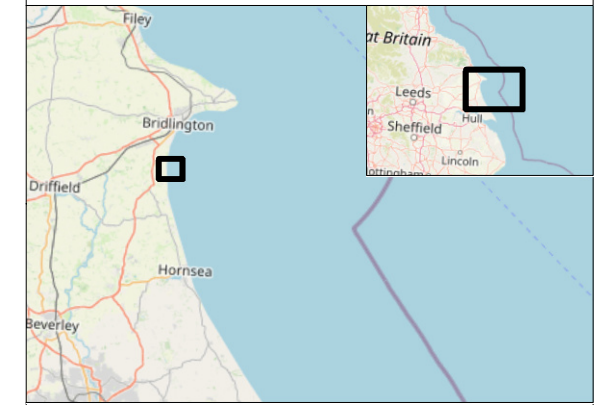 Filey
at Britain
Leeds
Hull
Sheffield
Lincoln
ottingham
Bridlington
Driffield
Hornsea
Beverley